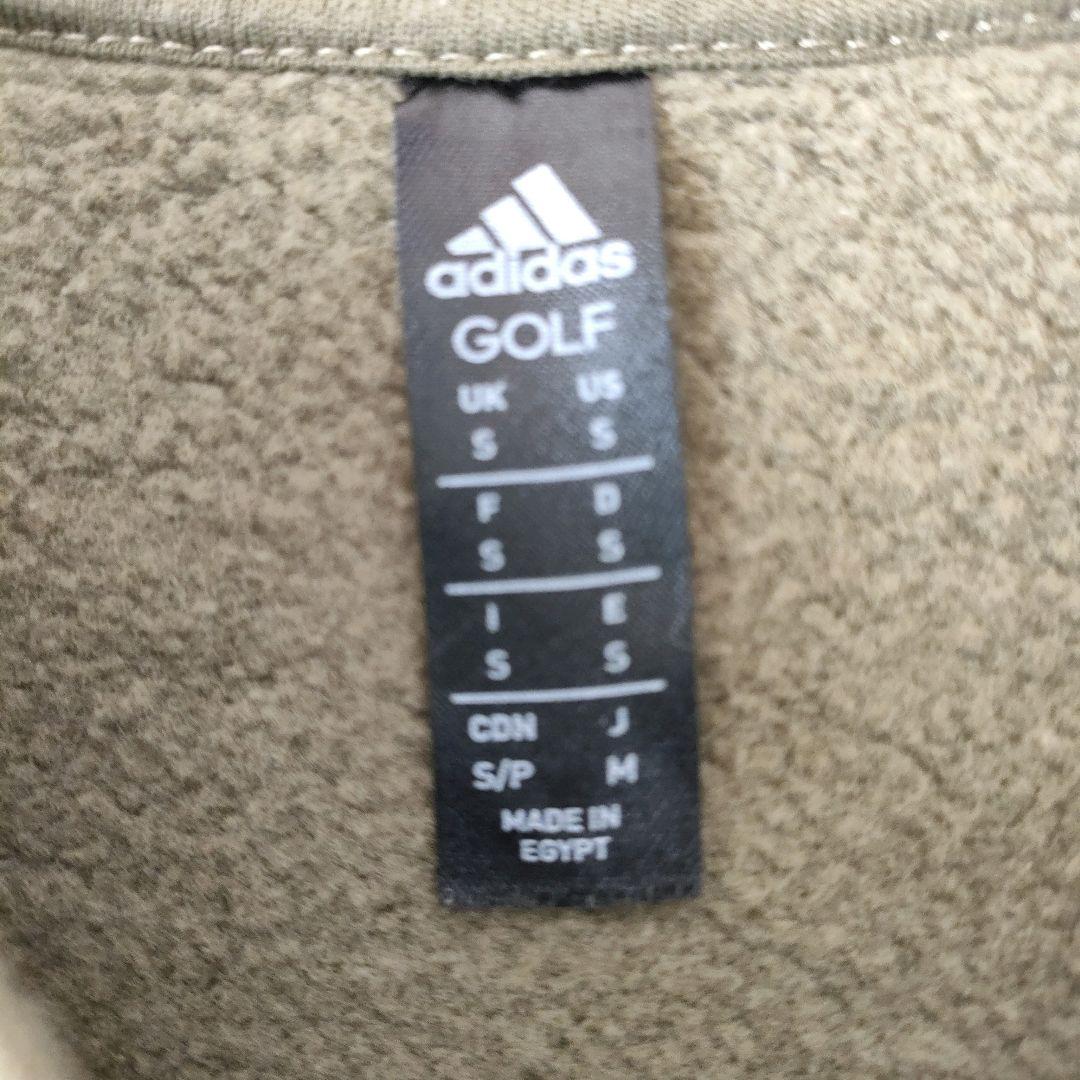 adidas
GOLF
UK US
S S
F D
S S
I E
S S
CDN J
S/P M
MADE IN
EGYPT